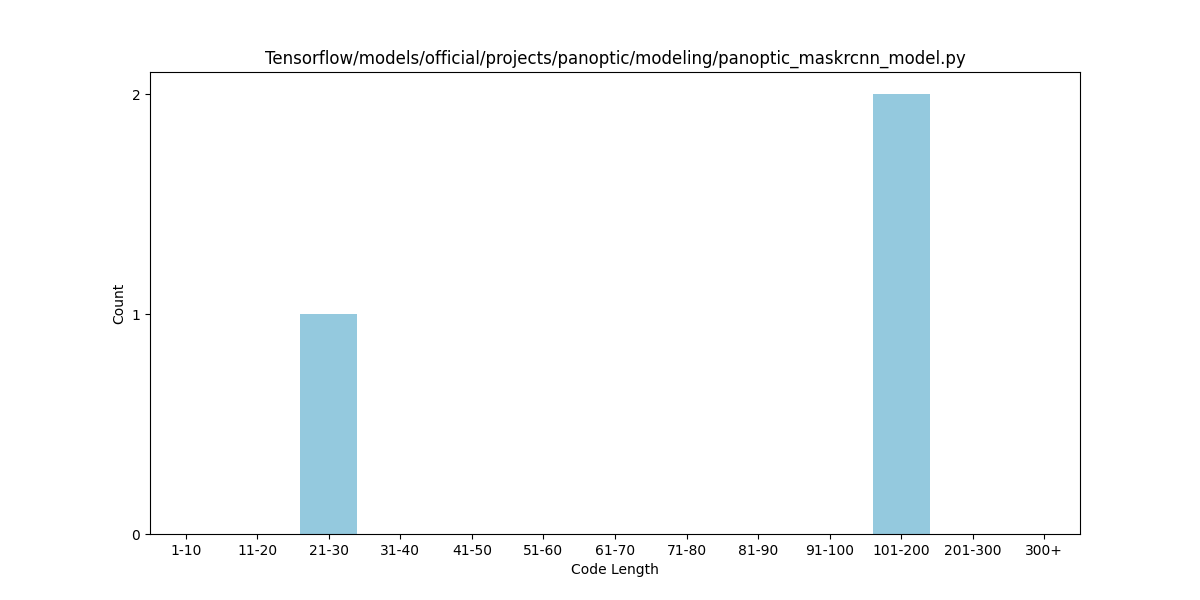 Tensorflow/models/official/projects/panoptic/modeling/panoptic_maskrcnn_model.py
2
1
0
Count
1-10 11-20 21-30 31-40 41-50 51-60 61-70 71-80 81-90 91-100 101-200 201-300 300+
Code Length